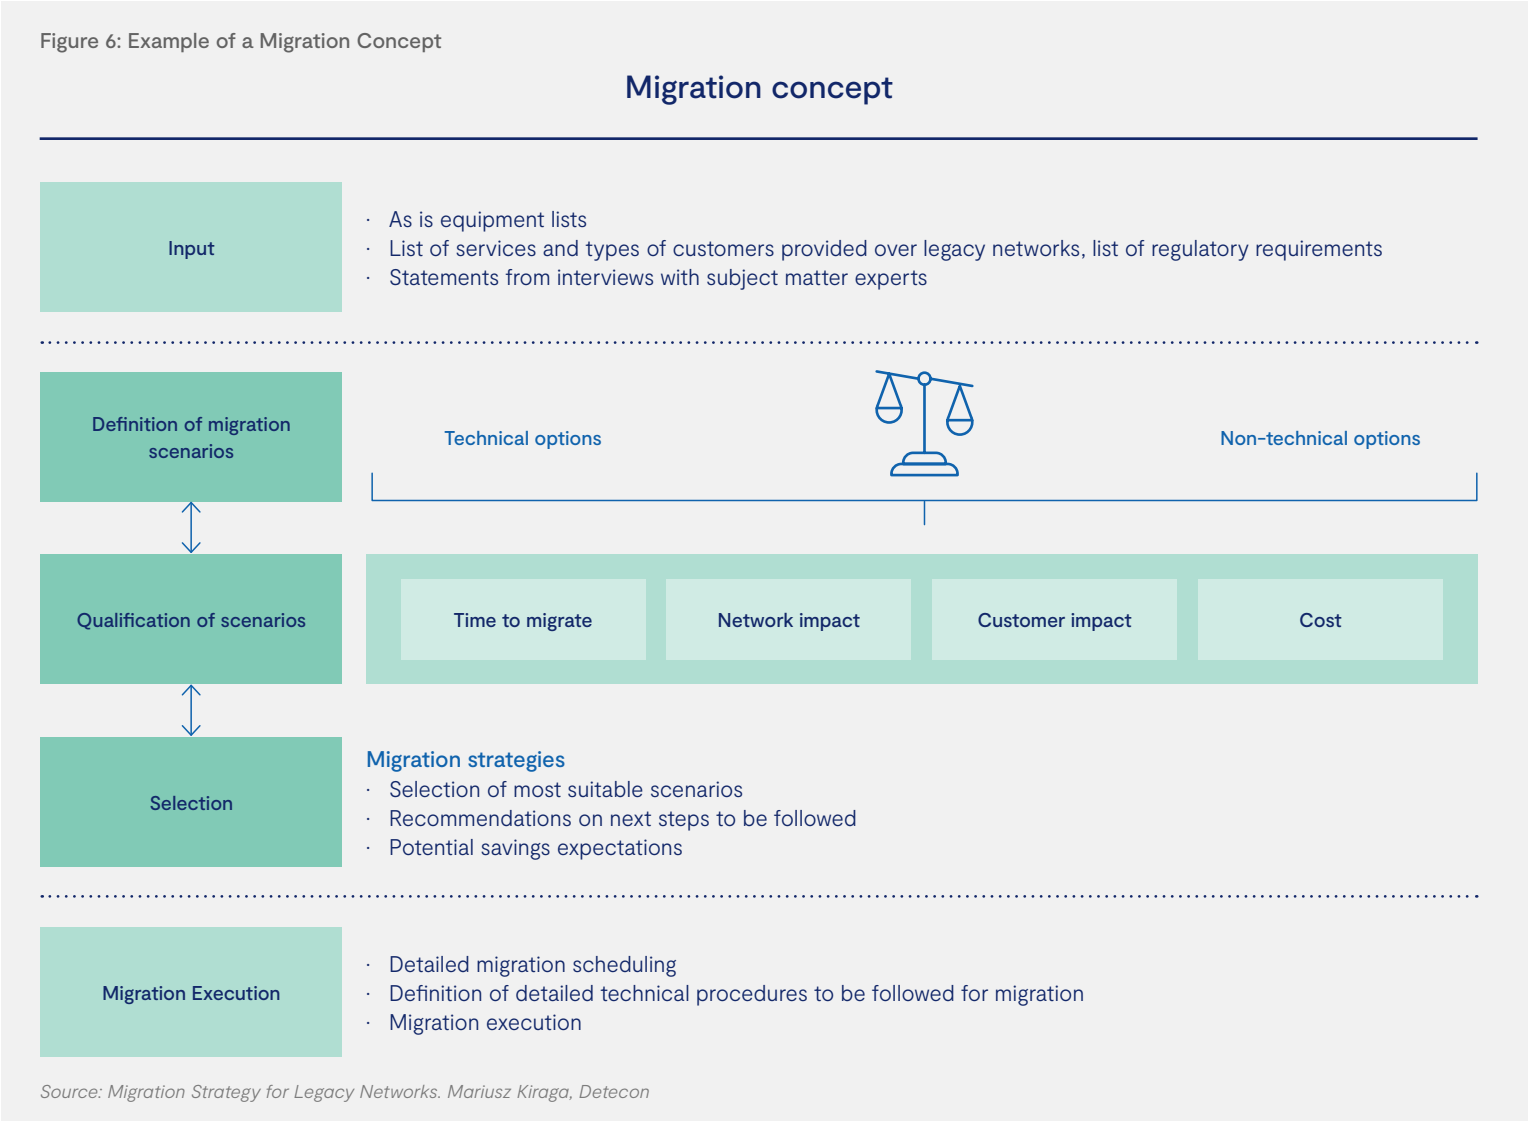 Figure 6: Example of a Migration Concept
Migration concept
Input
· As is equipment lists
· List of services and types of customers provided over legacy networks, list of regulatory requirements
· Statements from interviews with subject matter experts
Definition of migration
scenarios
Technical options
Non-technical options
Qualification of scenarios
Time to migrate
Network impact
Customer impact
Cost
Selection
Migration strategies
· Selection of most suitable scenarios
· Recommendations on next steps to be followed
· Potential savings expectations
Migration Execution
· Detailed migration scheduling
· Definition of detailed technical procedures to be followed for migration
· Migration execution
Source: Migration Strategy for Legacy Networks. Mariusz Kiraga, Detecon